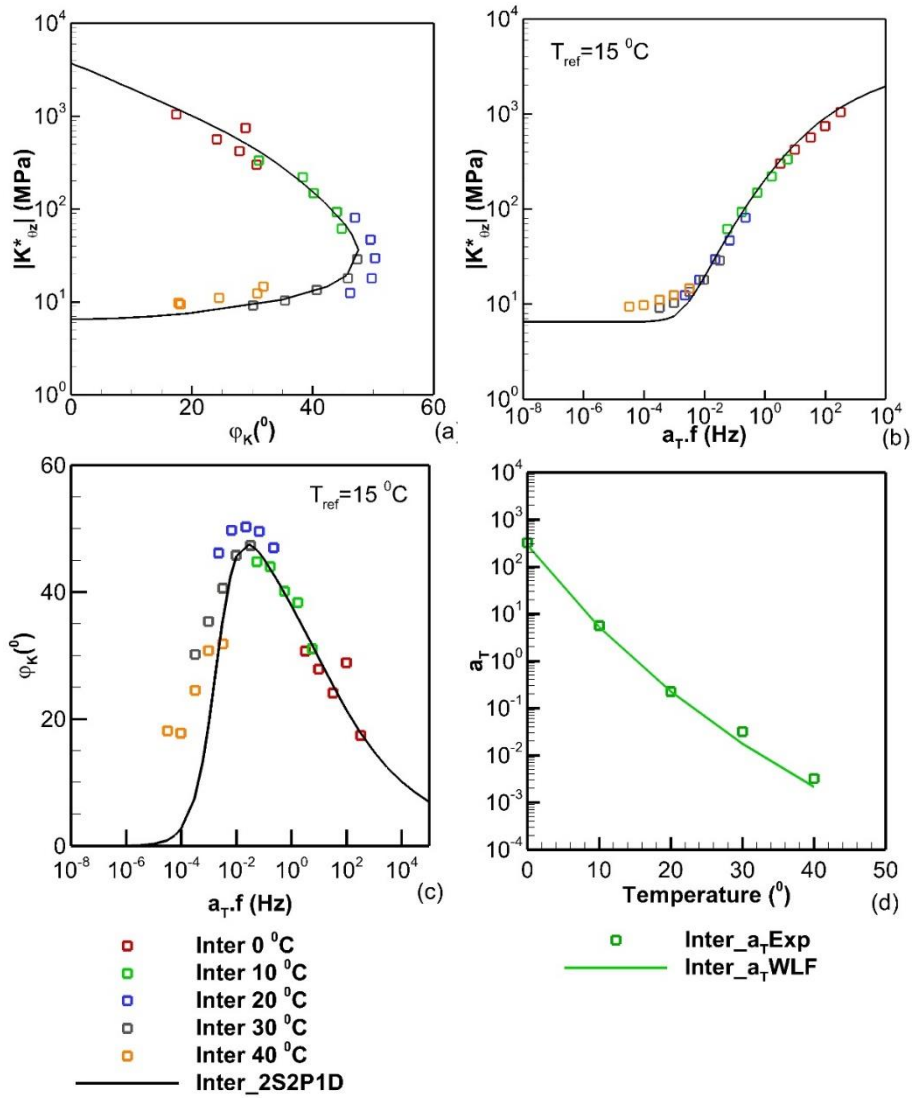 10⁴
10³
10²
10¹
10⁰
|K*θz| (MPa)
0 20 40 60
φK(⁰)
(a)
Tref=15 ⁰C
10⁴
10³
10²
10¹
10⁰
|K*θz| (MPa)
10⁻⁸ 10⁻⁶ 10⁻⁴ 10⁻² 10⁰ 10² 10⁴
aT.f (Hz)
(b)
Tref=15 ⁰C
60
40
20
0
φK(⁰)
10⁻⁸ 10⁻⁶ 10⁻⁴ 10⁻² 10⁰ 10² 10⁴
aT.f (Hz)
(c)
10⁴
10³
10²
10¹
10⁰
10⁻¹
10⁻²
10⁻³
10⁻⁴
aT
0 10 20 30 40 50
Temperature (⁰)
(d)
Inter 0 ⁰C
Inter 10 ⁰C
Inter 20 ⁰C
Inter 30 ⁰C
Inter 40 ⁰C
Inter_2S2P1D
Inter_aTExp
Inter_aTWLF